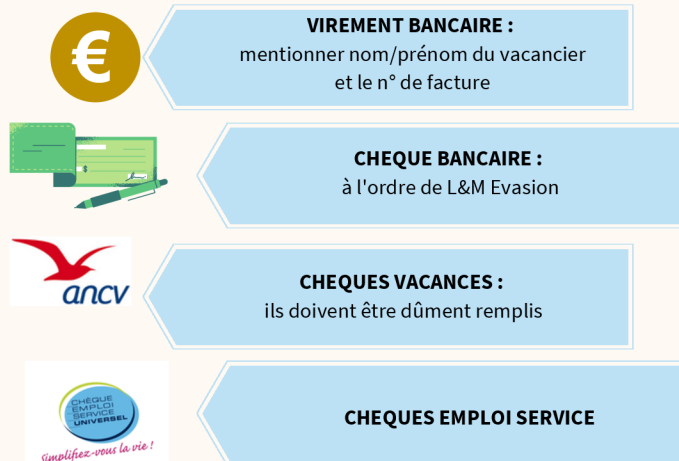 €
VIREMENT BANCAIRE :
mentionner nom/prénom du vacancier
et le n° de facture
CHEQUE BANCAIRE :
à l'ordre de L&M Evasion
ancv
CHEQUES VACANCES :
ils doivent être dûment remplis
CHÈQUE
EMPLOI
SERVICE
UNIVERSEL
Simplifiez-vous la vie !
CHEQUES EMPLOI SERVICE